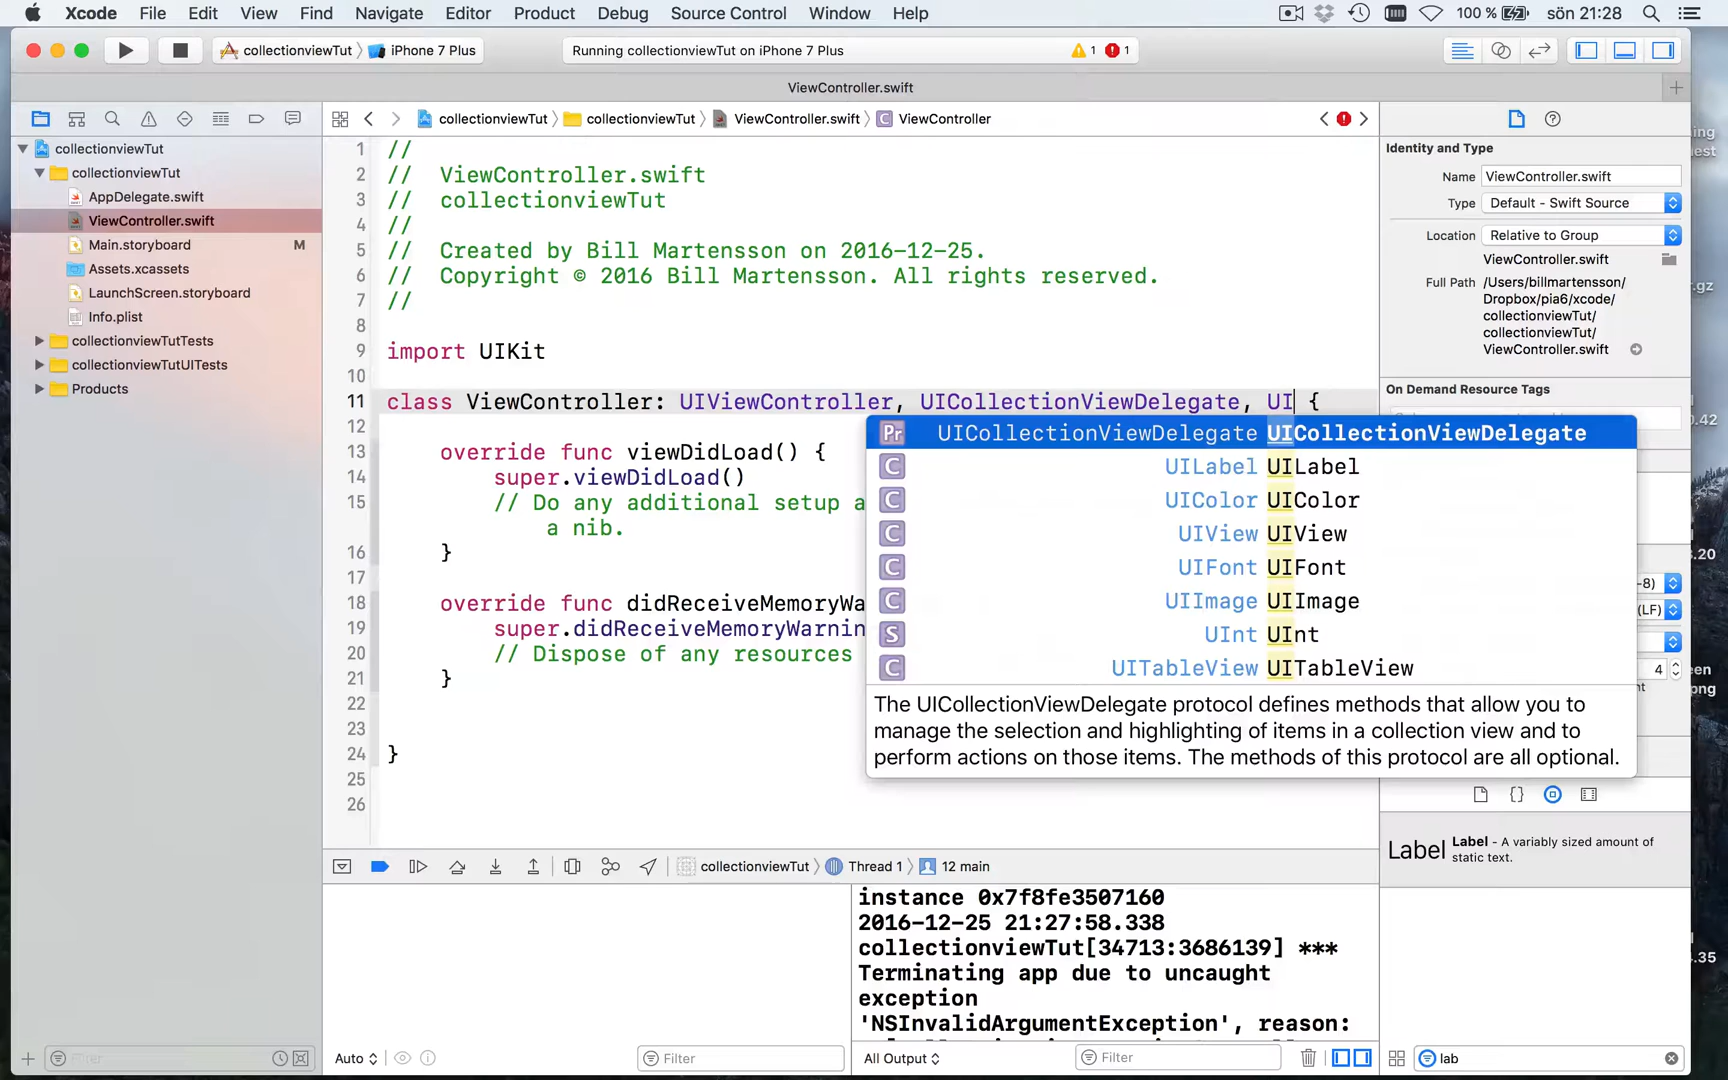 Xcode File Edit View Find Navigate Editor Product Debug Source Control Window Help 100 % sön 21:28
collectionviewTut iPhone 7 Plus Running collectionviewTut on iPhone 7 Plus 1 1
ViewController.swift
collectionviewTut collectionviewTut ViewController.swift C ViewController
collectionviewTut
collectionviewTut
AppDelegate.swift
ViewController.swift
Main.storyboard M
Assets.xcassets
LaunchScreen.storyboard
Info.plist
collectionviewTutTests
collectionviewTutUITests
Products
1 //
2 // ViewController.swift
3 // collectionviewTut
4 //
5 // Created by Bill Martensson on 2016-12-25.
6 // Copyright © 2016 Bill Martensson. All rights reserved.
7 //
8
9 import UIKit
10
11 class ViewController: UIViewController, UICollectionViewDelegate, UI {
12
13 override func viewDidLoad() {
14 super.viewDidLoad()
15 // Do any additional setup a
a nib.
16 }
17
18 override func didReceiveMemoryWa
19 super.didReceiveMemoryWarnin
20 // Dispose of any resources
21 }
22
23
24 }
25
26
Pr UICollectionViewDelegate UICollectionViewDelegate
C UILabel UILabel
C UIColor UIColor
C UIView UIView
C UIFont UIFont
C UIImage UIImage
S UInt UInt
C UITableView UITableView
The UICollectionViewDelegate protocol defines methods that allow you to
manage the selection and highlighting of items in a collection view and to
perform actions on those items. The methods of this protocol are all optional.
Identity and Type
Name ViewController.swift
Type Default - Swift Source
Location Relative to Group
ViewController.swift
Full Path /Users/billmartensson/
Dropbox/pia6/xcode/
collectionviewTut/
collectionviewTut/
ViewController.swift
On Demand Resource Tags
-8)
(LF)
4
Label Label - A variably sized amount of
static text.
collectionviewTut Thread 1 12 main
instance 0x7f8fe3507160
2016-12-25 21:27:58.338
collectionviewTut[34713:3686139] ***
Terminating app due to uncaught
exception
'NSInvalidArgumentException', reason:
Filter Auto Filter All Output Filter lab